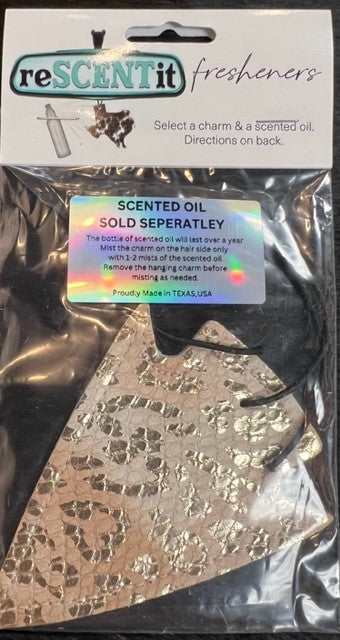 reSCENTit fresheners
Select a charm & a scented oil.
Directions on back.
SCENTED OIL
SOLD SEPERATLEY
The bottle of scented oil will last over a year
Mist the charm on the hair side only
with 1-2 mists of the scented oil
Remove the hanging charm before
misting as needed.
Proudly Made in TEXAS,USA